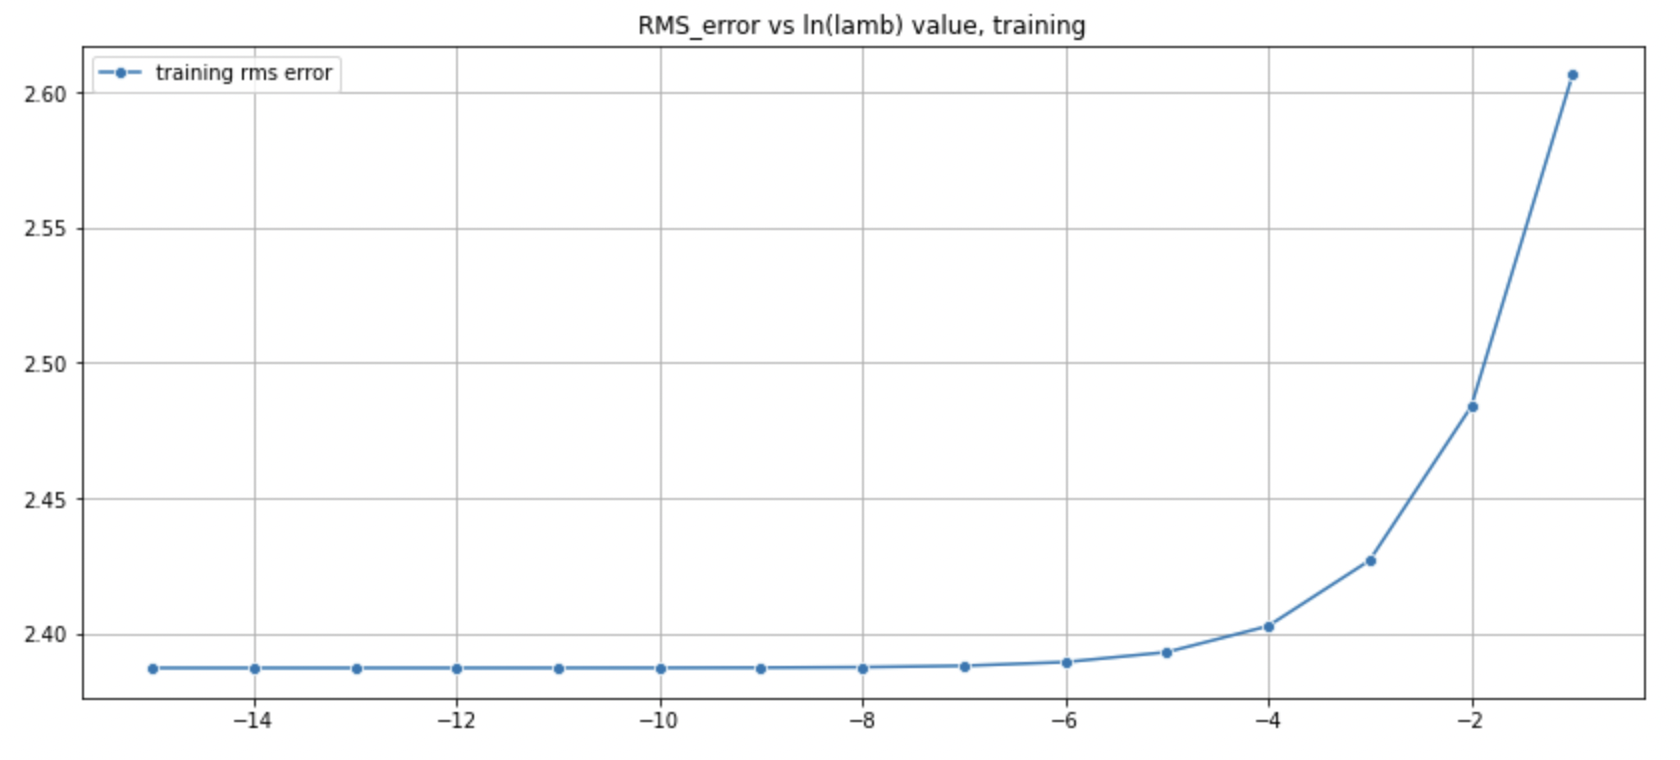 RMS_error vs ln(lamb) value, training
training rms error
2.60
2.55
2.50
2.45
2.40
−14 −12 −10 −8 −6 −4 −2